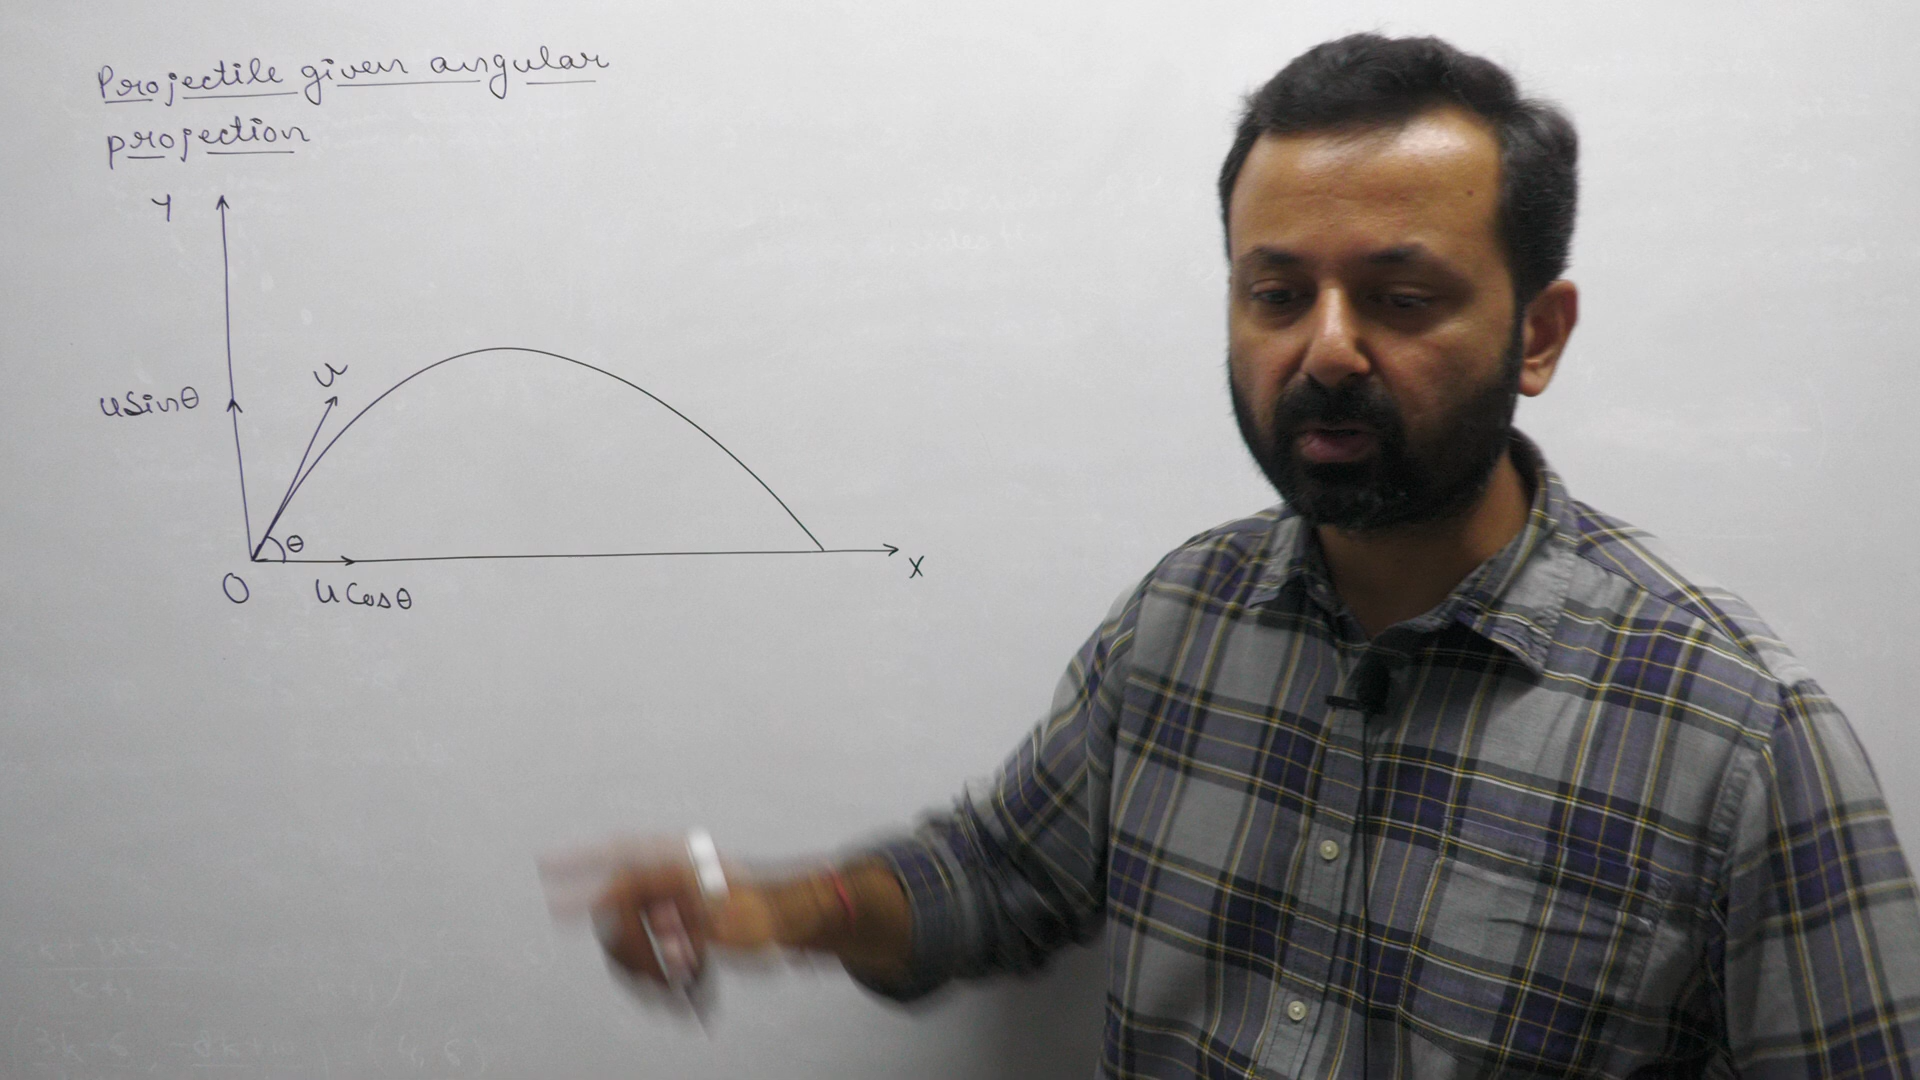 Projectile given angular
projection
Y
u
uSinθ
θ
O
uCosθ
X